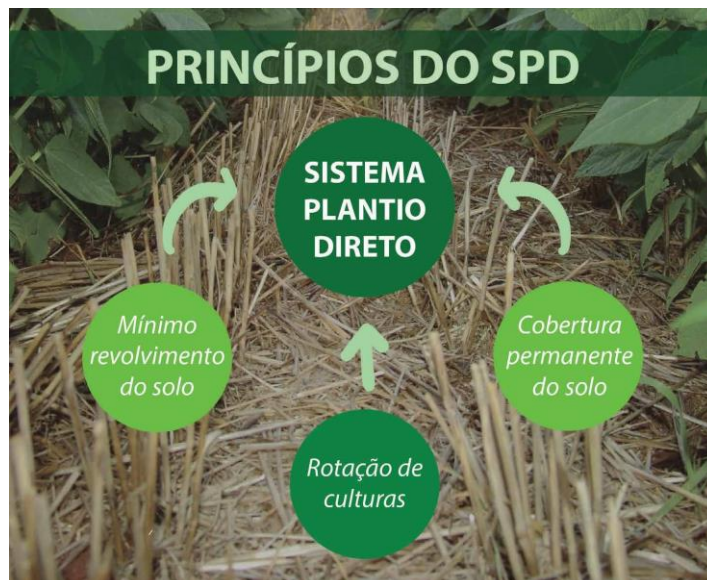 PRINCÍPIOS DO SPD
SISTEMA
PLANTIO
DIRETO
Mínimo
revolvimento
do solo
Cobertura
permanente
do solo
Rotação de
culturas